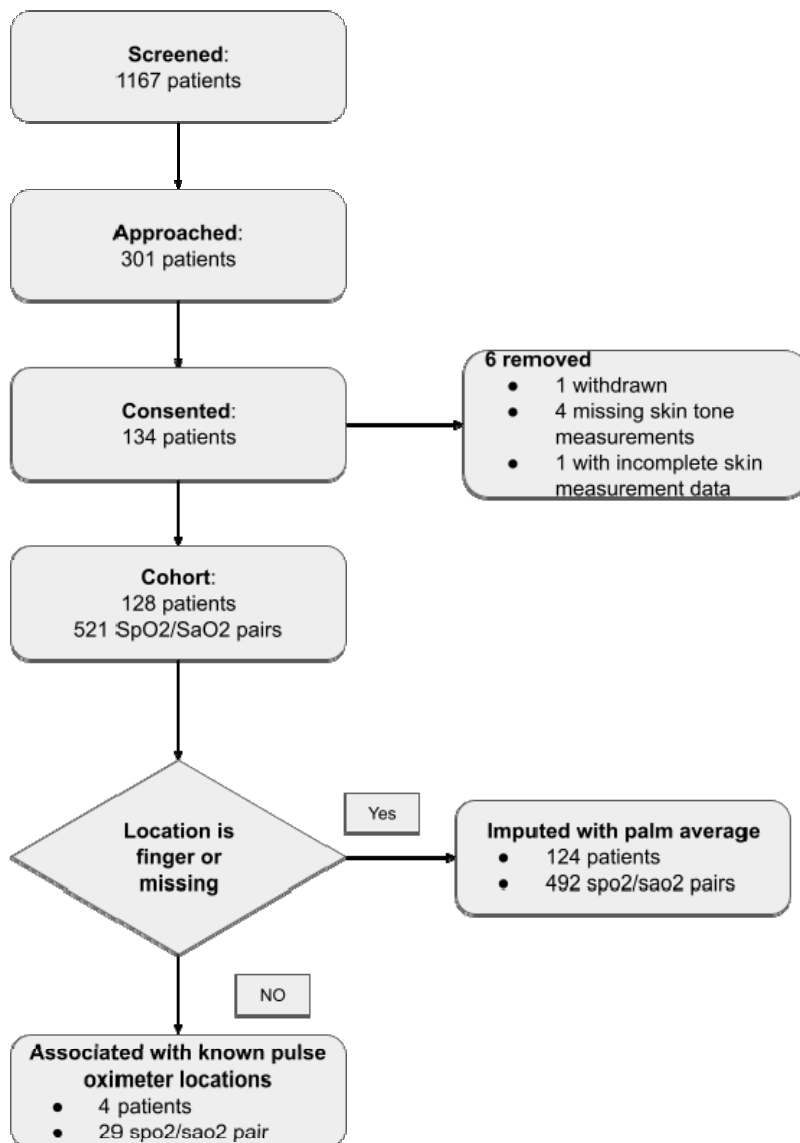 Screened:
1167 patients
Approached:
301 patients
Consented:
134 patients
6 removed
● 1 withdrawn
● 4 missing skin tone
measurements
● 1 with incomplete skin
measurement data
Cohort:
128 patients
521 SpO2/SaO2 pairs
Location is
finger or
missing
Yes
Imputed with palm average
● 124 patients
● 492 spo2/sao2 pairs
NO
Associated with known pulse
oximeter locations
● 4 patients
● 29 spo2/sao2 pair